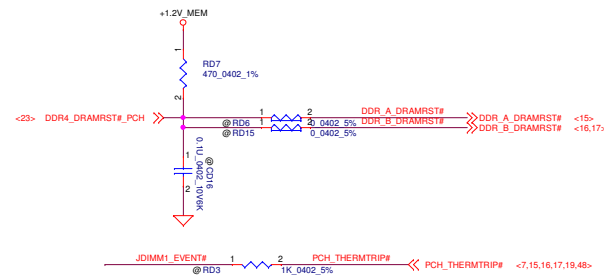 +1.2V_MEM
1
RD7
470_0402_1%
2
<23> DDR4_DRAMRST#_PCH
1 2 DDR_A_DRAMRST# DDR_A_DRAMRST# <15>
@ RD6 0_0402_5% DDR_B_DRAMRST# DDR_B_DRAMRST# <16,17>
@ RD15 0_0402_5%
1
2
@ CD16
0.1U_0402_10V6K
JDIMM1_EVENT# 1 2 PCH_THERMTRIP# PCH_THERMTRIP# <7,15,16,17,19,48>
@ RD3 1K_0402_5%